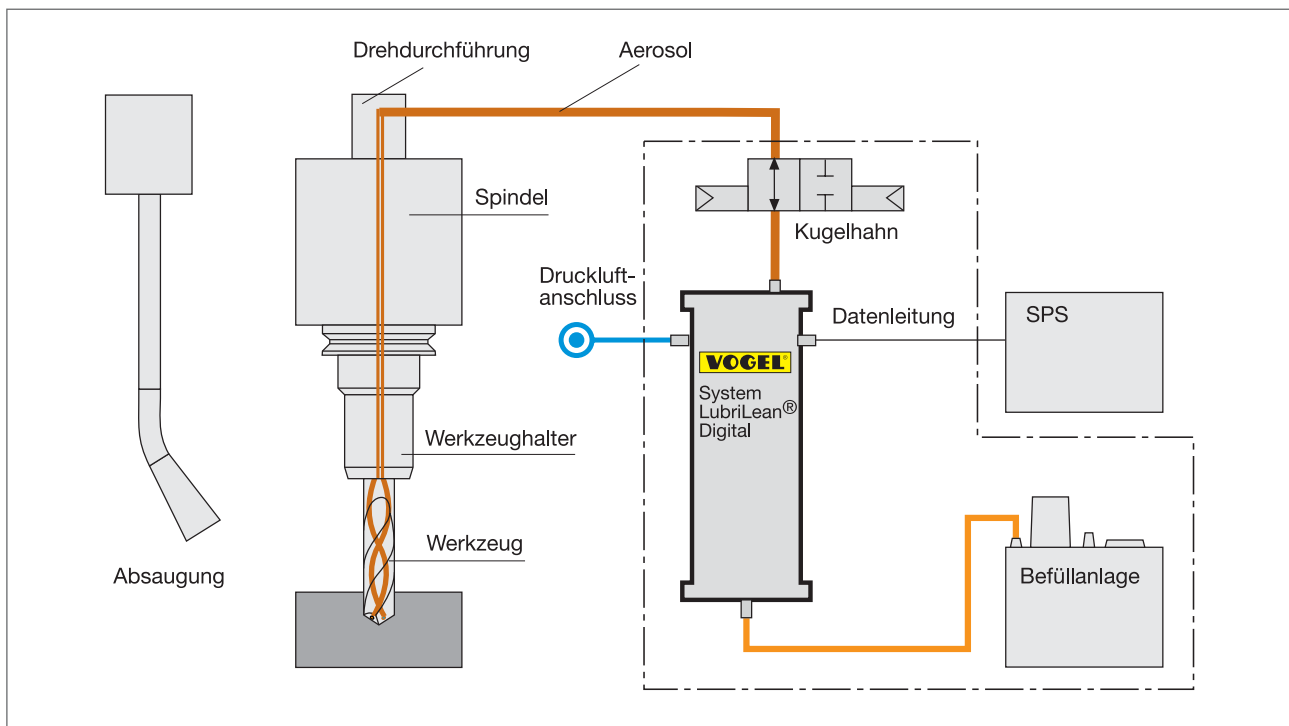 Drehdurchführung
Aerosol
Spindel
Kugelhahn
Druckluft-
anschluss
Datenleitung
SPS
VOGEL®
System
LubriLean®
Digital
Werkzeughalter
Werkzeug
Absaugung
Befüllanlage